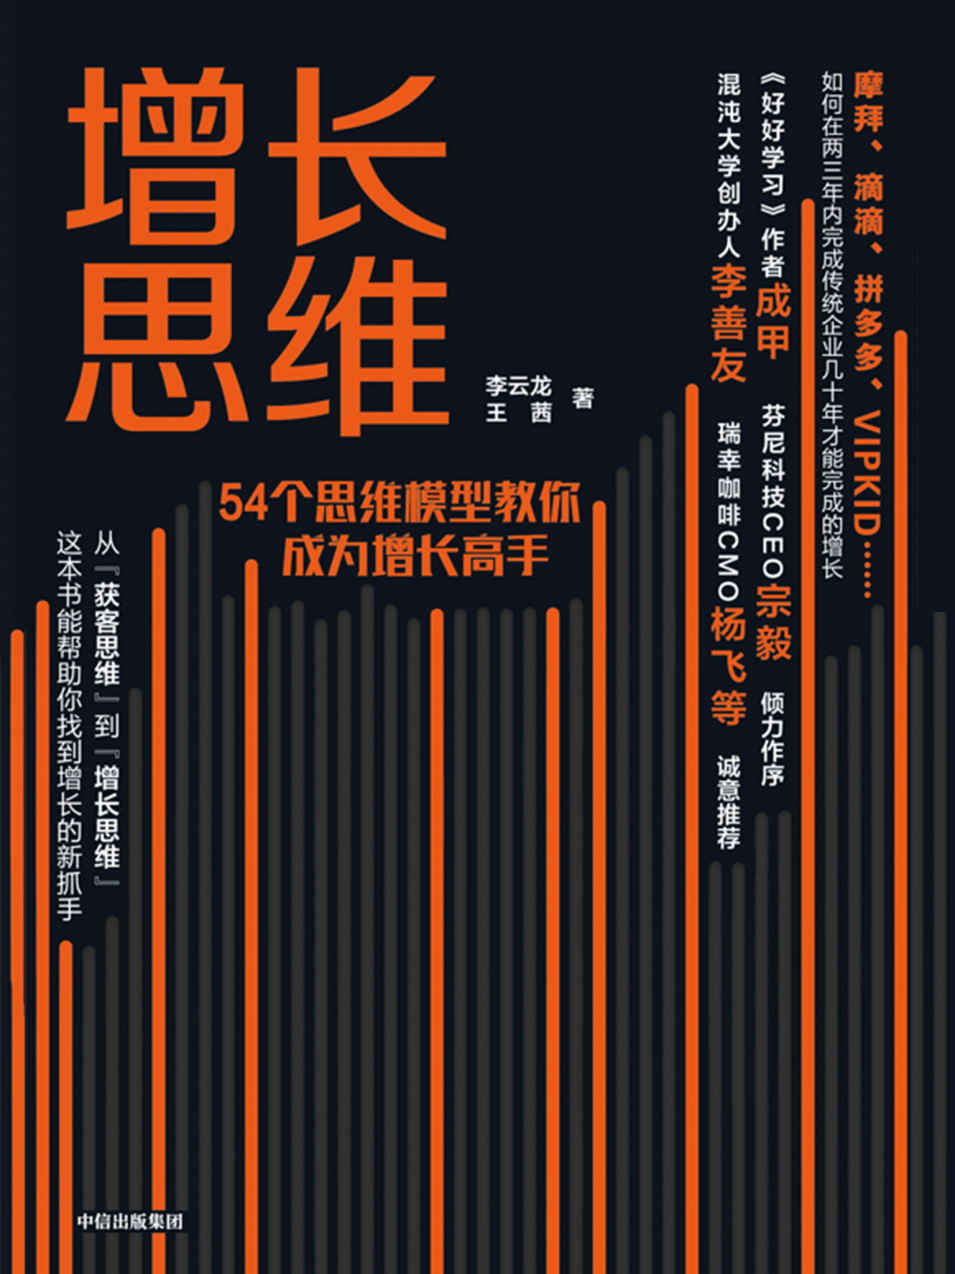 增长
思维
李云龙
王茜
著
54个思维模型教你
成为增长高手
摩拜、滴滴、拼多多、VIPKID……
如何在两三年内完成传统企业几十年才能完成的增长
《好好学习》作者成甲 芬尼科技CEO宗毅 倾力作序
混沌大学创办人李善友 瑞幸咖啡CMO杨飞等 诚意推荐
从『获客思维』到『增长思维』
这本书能帮助你找到增长的新抓手
中信出版集团